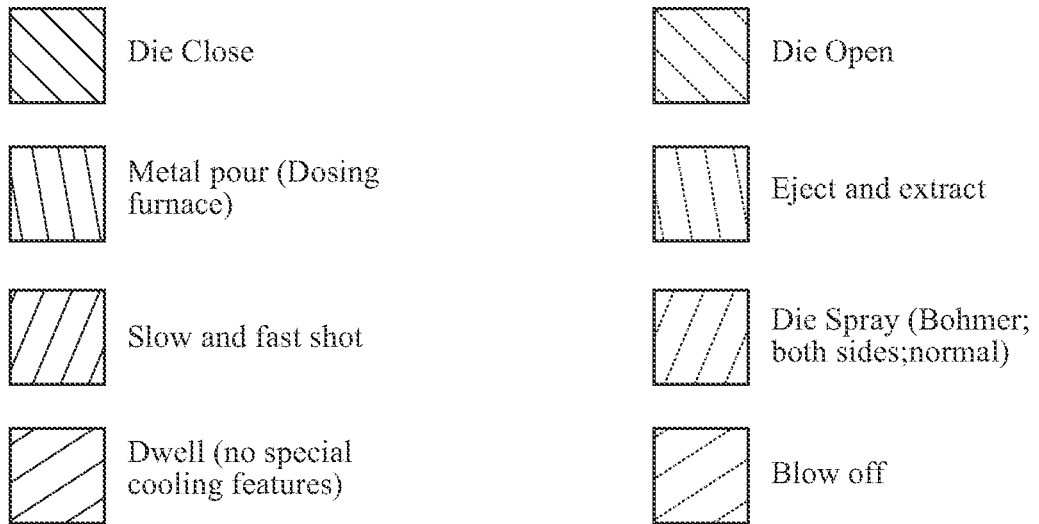 Die Close
Metal pour (Dosing
furnace)
Slow and fast shot
Dwell (no special
cooling features)
Die Open
Eject and extract
Die Spray (Bohmer;
both sides;normal)
Blow off